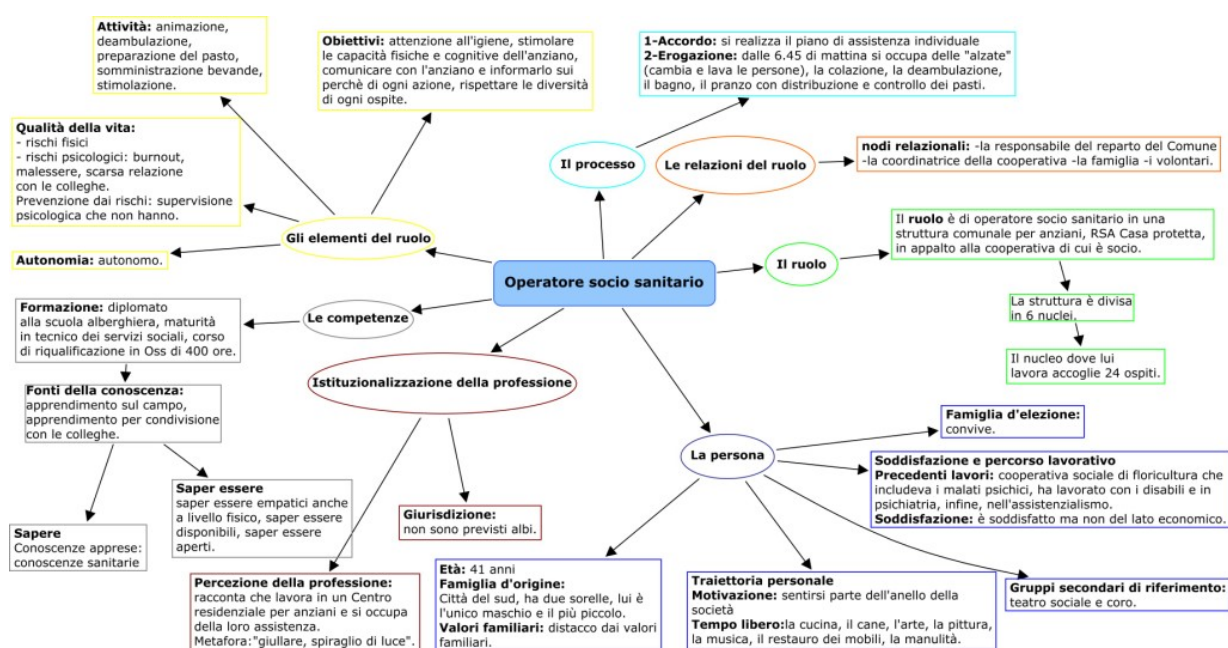 Attività: animazione,
deambulazione,
preparazione del pasto,
somministrazione bevande,
stimolazione.
Obiettivi: attenzione all'igiene, stimolare
le capacità fisiche e cognitive dell'anziano,
comunicare con l'anziano e informarlo sui
perchè di ogni azione, rispettare le diversità
di ogni ospite.
1-Accordo: si realizza il piano di assistenza individuale
2-Erogazione: dalle 6.45 di mattina si occupa delle "alzate"
(cambia e lava le persone), la colazione, la deambulazione,
il bagno, il pranzo con distribuzione e controllo dei pasti.
Qualità della vita:
- rischi fisici
- rischi psicologici: burnout,
malessere, scarsa relazione
con le colleghe.
Prevenzione dai rischi: supervisione
psicologica che non hanno.
Il processo
Le relazioni del ruolo
nodi relazionali: -la responsabile del reparto del Comune
-la coordinatrice della cooperativa -la famiglia -i volontari.
Gli elementi del ruolo
Autonomia: autonomo.
Il ruolo
Il ruolo è di operatore socio sanitario in una
struttura comunale per anziani, RSA Casa protetta,
in appalto alla cooperativa di cui è socio.
Operatore socio sanitario
La struttura è divisa
in 6 nuclei.
Il nucleo dove lui
lavora accoglie 24 ospiti.
Le competenze
Formazione: diplomato
alla scuola alberghiera, maturità
in tecnico dei servizi sociali, corso
di riqualificazione in Oss di 400 ore.
Istituzionalizzazione della professione
Fonti della conoscenza:
apprendimento sul campo,
apprendimento per condivisione
con le colleghe.
Sapere
Conoscenze apprese:
conoscenze sanitarie
Saper essere
saper essere empatici anche
a livello fisico, saper essere
disponibili, saper essere
aperti.
Giurisdizione:
non sono previsti albi.
Percezione della professione:
racconta che lavora in un Centro
residenziale per anziani e si occupa
della loro assistenza.
Metafora:"giullare, spiraglio di luce".
La persona
Famiglia d'elezione:
convive.
Soddisfazione e percorso lavorativo
Precedenti lavori: cooperativa sociale di floricultura che
includeva i malati psichici, ha lavorato con i disabili e in
psichiatria, infine, nell'assistenzialismo.
Soddisfazione: è soddisfatto ma non del lato economico.
Età: 41 anni
Famiglia d'origine:
Città del sud, ha due sorelle, lui è
l'unico maschio e il più piccolo.
Valori familiari: distacco dai valori
familiari.
Traiettoria personale
Motivazione: sentirsi parte dell'anello della
società
Tempo libero:la cucina, il cane, l'arte, la pittura,
la musica, il restauro dei mobili, la manulità.
Gruppi secondari di riferimento:
teatro sociale e coro.